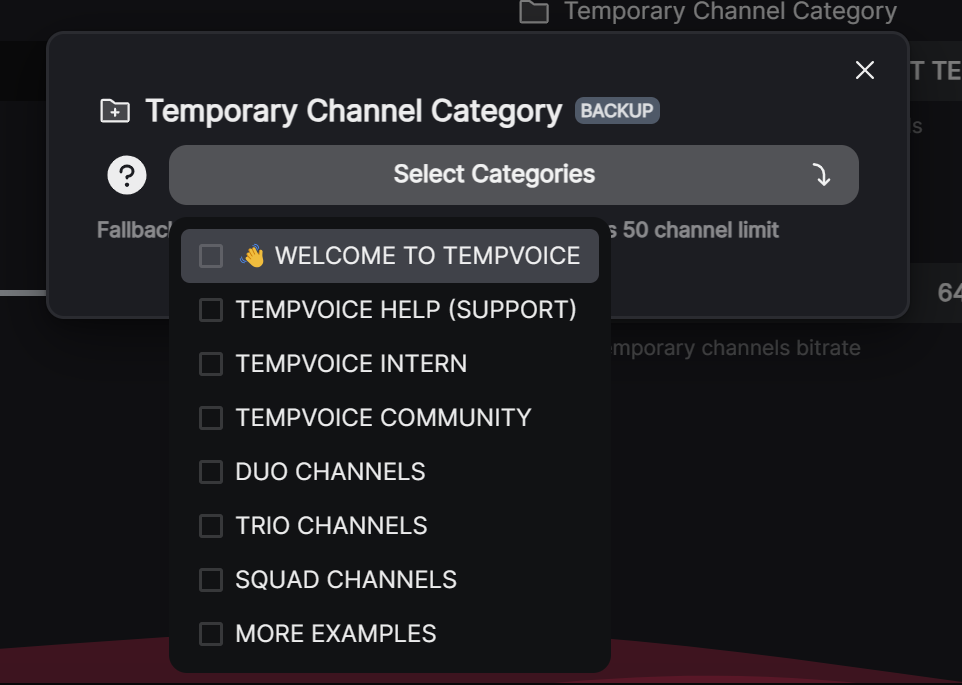 Temporary Channel Category
T TE
Temporary Channel Category BACKUP
s
?
Select Categories
Fallbac s 50 channel limit
👋 WELCOME TO TEMPVOICE
64
TEMPVOICE HELP (SUPPORT)
mporary channels bitrate
TEMPVOICE INTERN
TEMPVOICE COMMUNITY
DUO CHANNELS
TRIO CHANNELS
SQUAD CHANNELS
MORE EXAMPLES